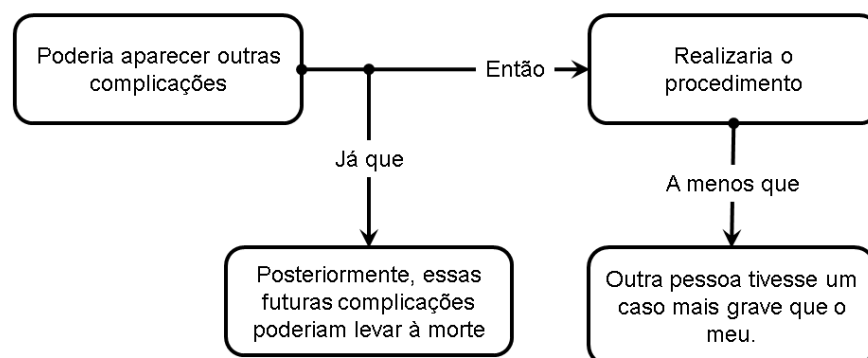 Poderia aparecer outras
complicações
Então
Realizaria o
procedimento
Já que
A menos que
Posteriormente, essas
futuras complicações
poderiam levar à morte
Outra pessoa tivesse um
caso mais grave que o
meu.